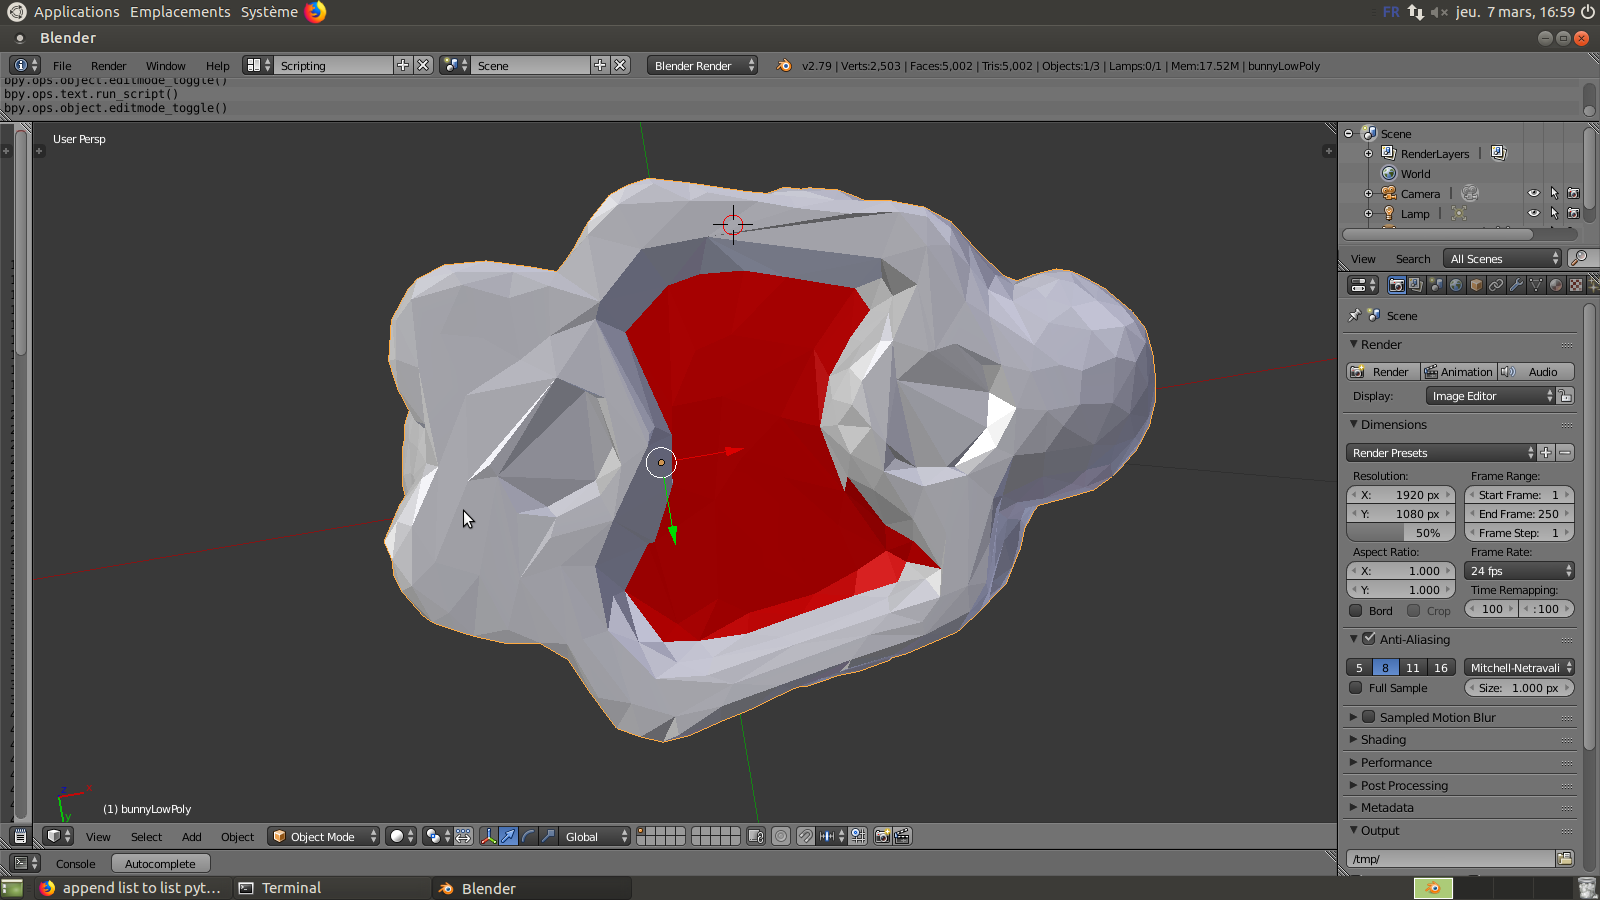 Applications Emplacements Système FR jeu. 7 mars, 16:59
Blender
File Render Window Help Scripting Scene Blender Render v2.79 | Verts:2,503 | Faces:5,002 | Tris:5,002 | Objects:1/3 | Lamps:0/1 | Mem:17.52M | bunnyLowPoly
bpy.ops.object.editmode_toggle()
bpy.ops.text.run_script()
bpy.ops.object.editmode_toggle()
User Persp
Scene
RenderLayers
World
Camera
Lamp
View Search All Scenes
Scene
Render
Render Animation Audio
Display: Image Editor
Dimensions
Render Presets
Resolution: Frame Range:
X: 1920 px Start Frame: 1
Y: 1080 px End Frame: 250
50% Frame Step: 1
Aspect Ratio: Frame Rate:
X: 1.000 24 fps
Y: 1.000 Time Remapping:
Bord Crop 100 :100
Anti-Aliasing
5 8 11 16 Mitchell-Netravali
Full Sample Size: 1.000 px
Sampled Motion Blur
Shading
Performance
Post Processing
Metadata
Output
/tmp/
z x
y
(1) bunnyLowPoly
View Select Add Object Object Mode Global
Console Autocomplete
append list to list pyt... Terminal Blender